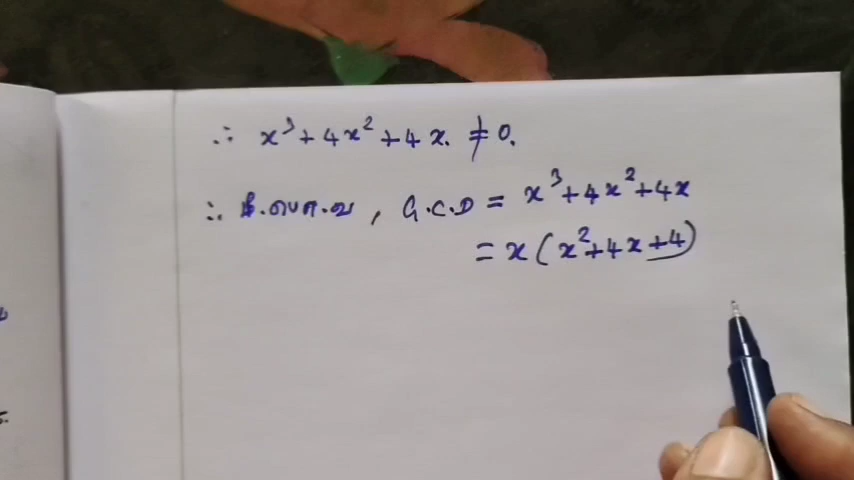 ∴ x³ + 4x² + 4x. ≠ 0.
∴ மீ.பொ.வ , G.C.D = x³ + 4x² + 4x
= x (x² + 4x + 4)